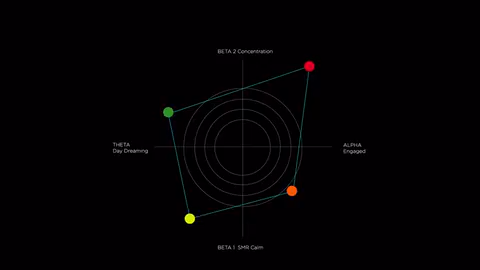 BETA 2 Concentration
THETA
Day Dreaming
ALPHA
Engaged
BETA 1 SMR Calm